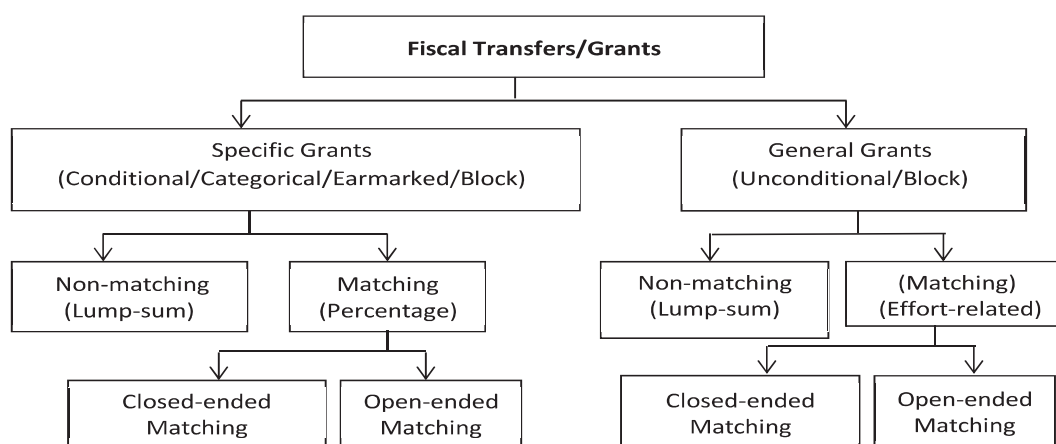 Fiscal Transfers/Grants
Specific Grants
(Conditional/Categorical/Earmarked/Block)
General Grants
(Unconditional/Block)
Non-matching
(Lump-sum)
Matching
(Percentage)
Non-matching
(Lump-sum)
(Matching)
(Effort-related)
Closed-ended
Matching
Open-ended
Matching
Closed-ended
Matching
Open-ended
Matching